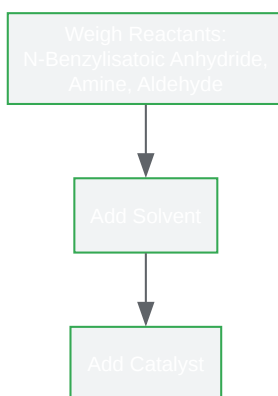 Weigh Reactants:
N-Benzylisatoic Anhydride,
Amine, Aldehyde
Add Solvent
Add Catalyst